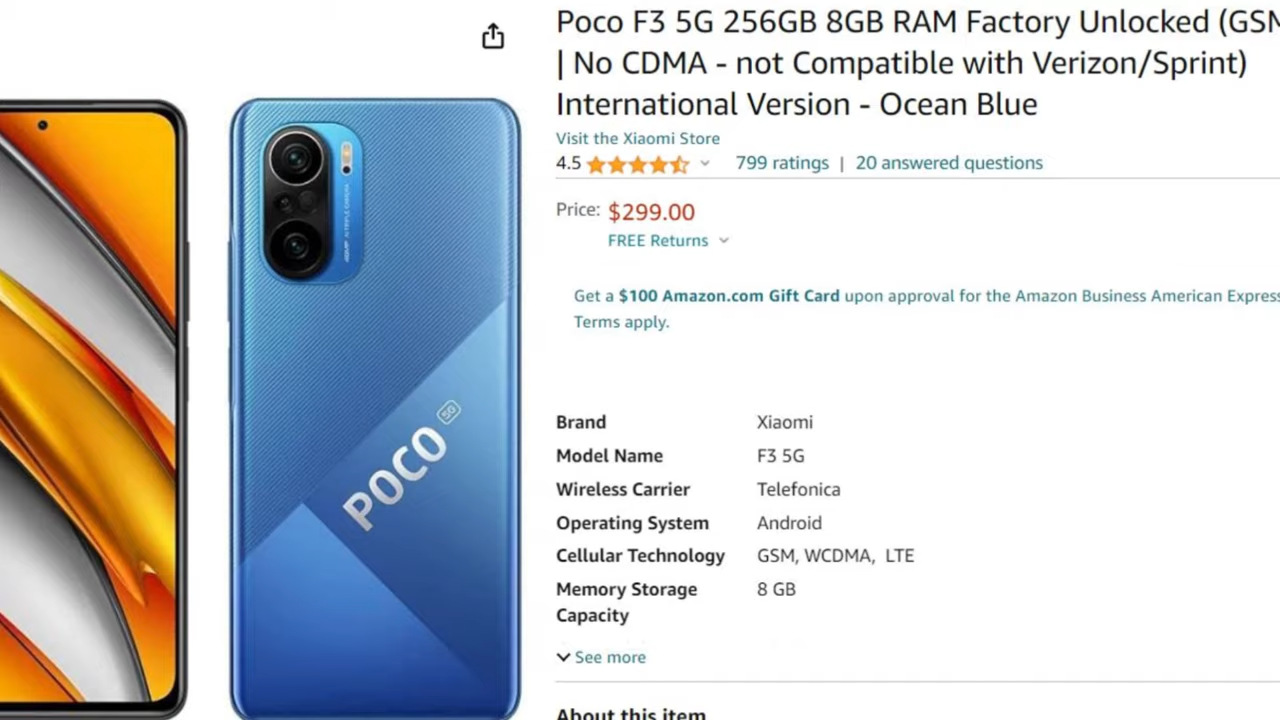 Poco F3 5G 256GB 8GB RAM Factory Unlocked (GSM
| No CDMA - not Compatible with Verizon/Sprint)
International Version - Ocean Blue
Visit the Xiaomi Store
4.5 799 ratings | 20 answered questions
Price: $299.00
FREE Returns
Get a $100 Amazon.com Gift Card upon approval for the Amazon Business American Express
Terms apply.
Brand Xiaomi
Model Name F3 5G
Wireless Carrier Telefonica
Operating System Android
Cellular Technology GSM, WCDMA, LTE
Memory Storage 8 GB
Capacity
See more
About this item
POCO 5G